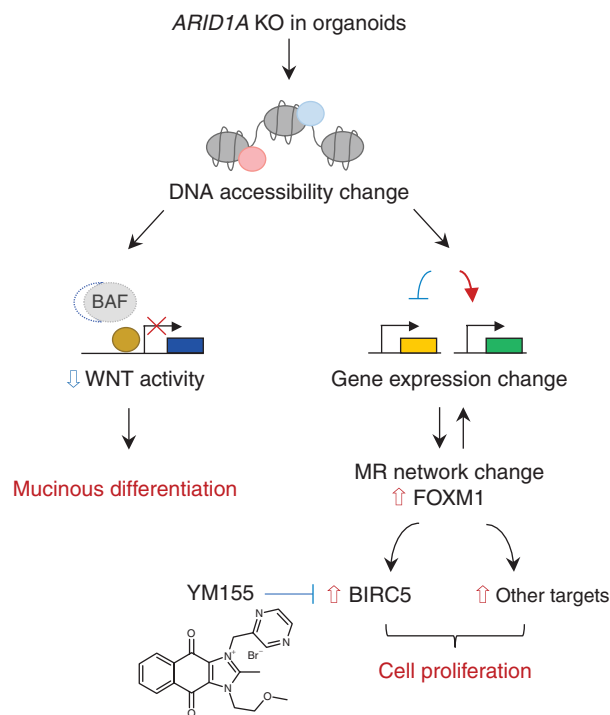 ARID1A KO in organoids
DNA accessibility change
BAF
⇩ WNT activity
Gene expression change
Mucinous differentiation
MR network change
⇧ FOXM1
YM155
⇧ BIRC5
⇧ Other targets
N
N
O
N+
Br−
N
O
O
Cell proliferation